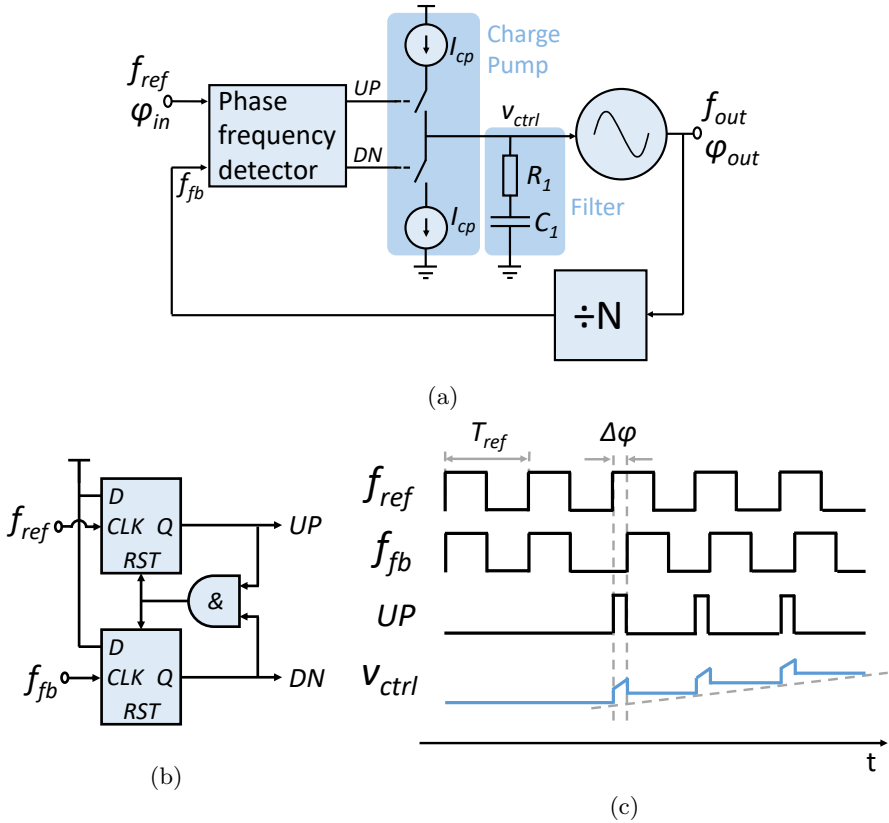 Charge
Pump
I_cp
f_ref
φ_in
Phase
frequency
detector
UP
DN
f_fb
v_ctrl
R_1
C_1
Filter
I_cp
f_out
φ_out
÷N
(a)
D
f_ref
CLK Q
RST
UP
&
D
f_fb
CLK Q
RST
DN
(b)
T_ref
Δφ
f_ref
f_fb
UP
v_ctrl
t
(c)